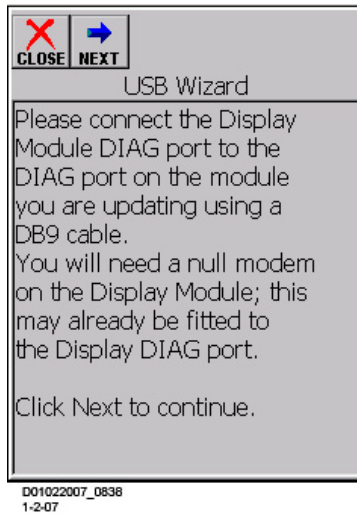 CLOSE NEXT
USB Wizard
Please connect the Display
Module DIAG port to the
DIAG port on the module
you are updating using a
DB9 cable.
You will need a null modem
on the Display Module; this
may already be fitted to
the Display DIAG port.
Click Next to continue.
D01022007_0838
1-2-07